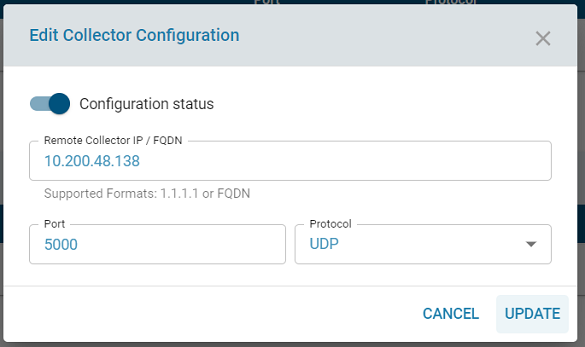 Port Protocol
Edit Collector Configuration
Configuration status
Remote Collector IP / FQDN
10.200.48.138
Supported Formats: 1.1.1.1 or FQDN
Port Protocol
5000 UDP
CANCEL UPDATE